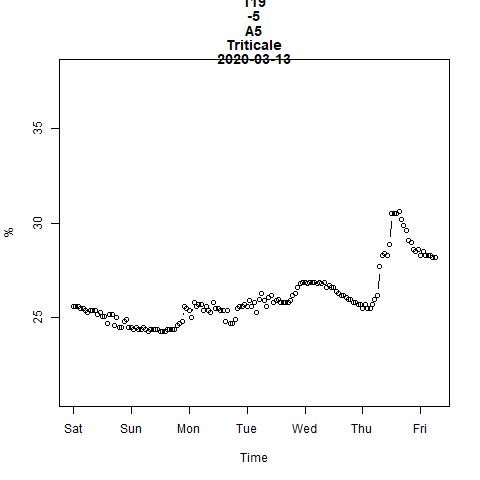 T19
-5
A5
Triticale
2020-03-13
35
30
25
%
Sat Sun Mon Tue Wed Thu Fri
Time